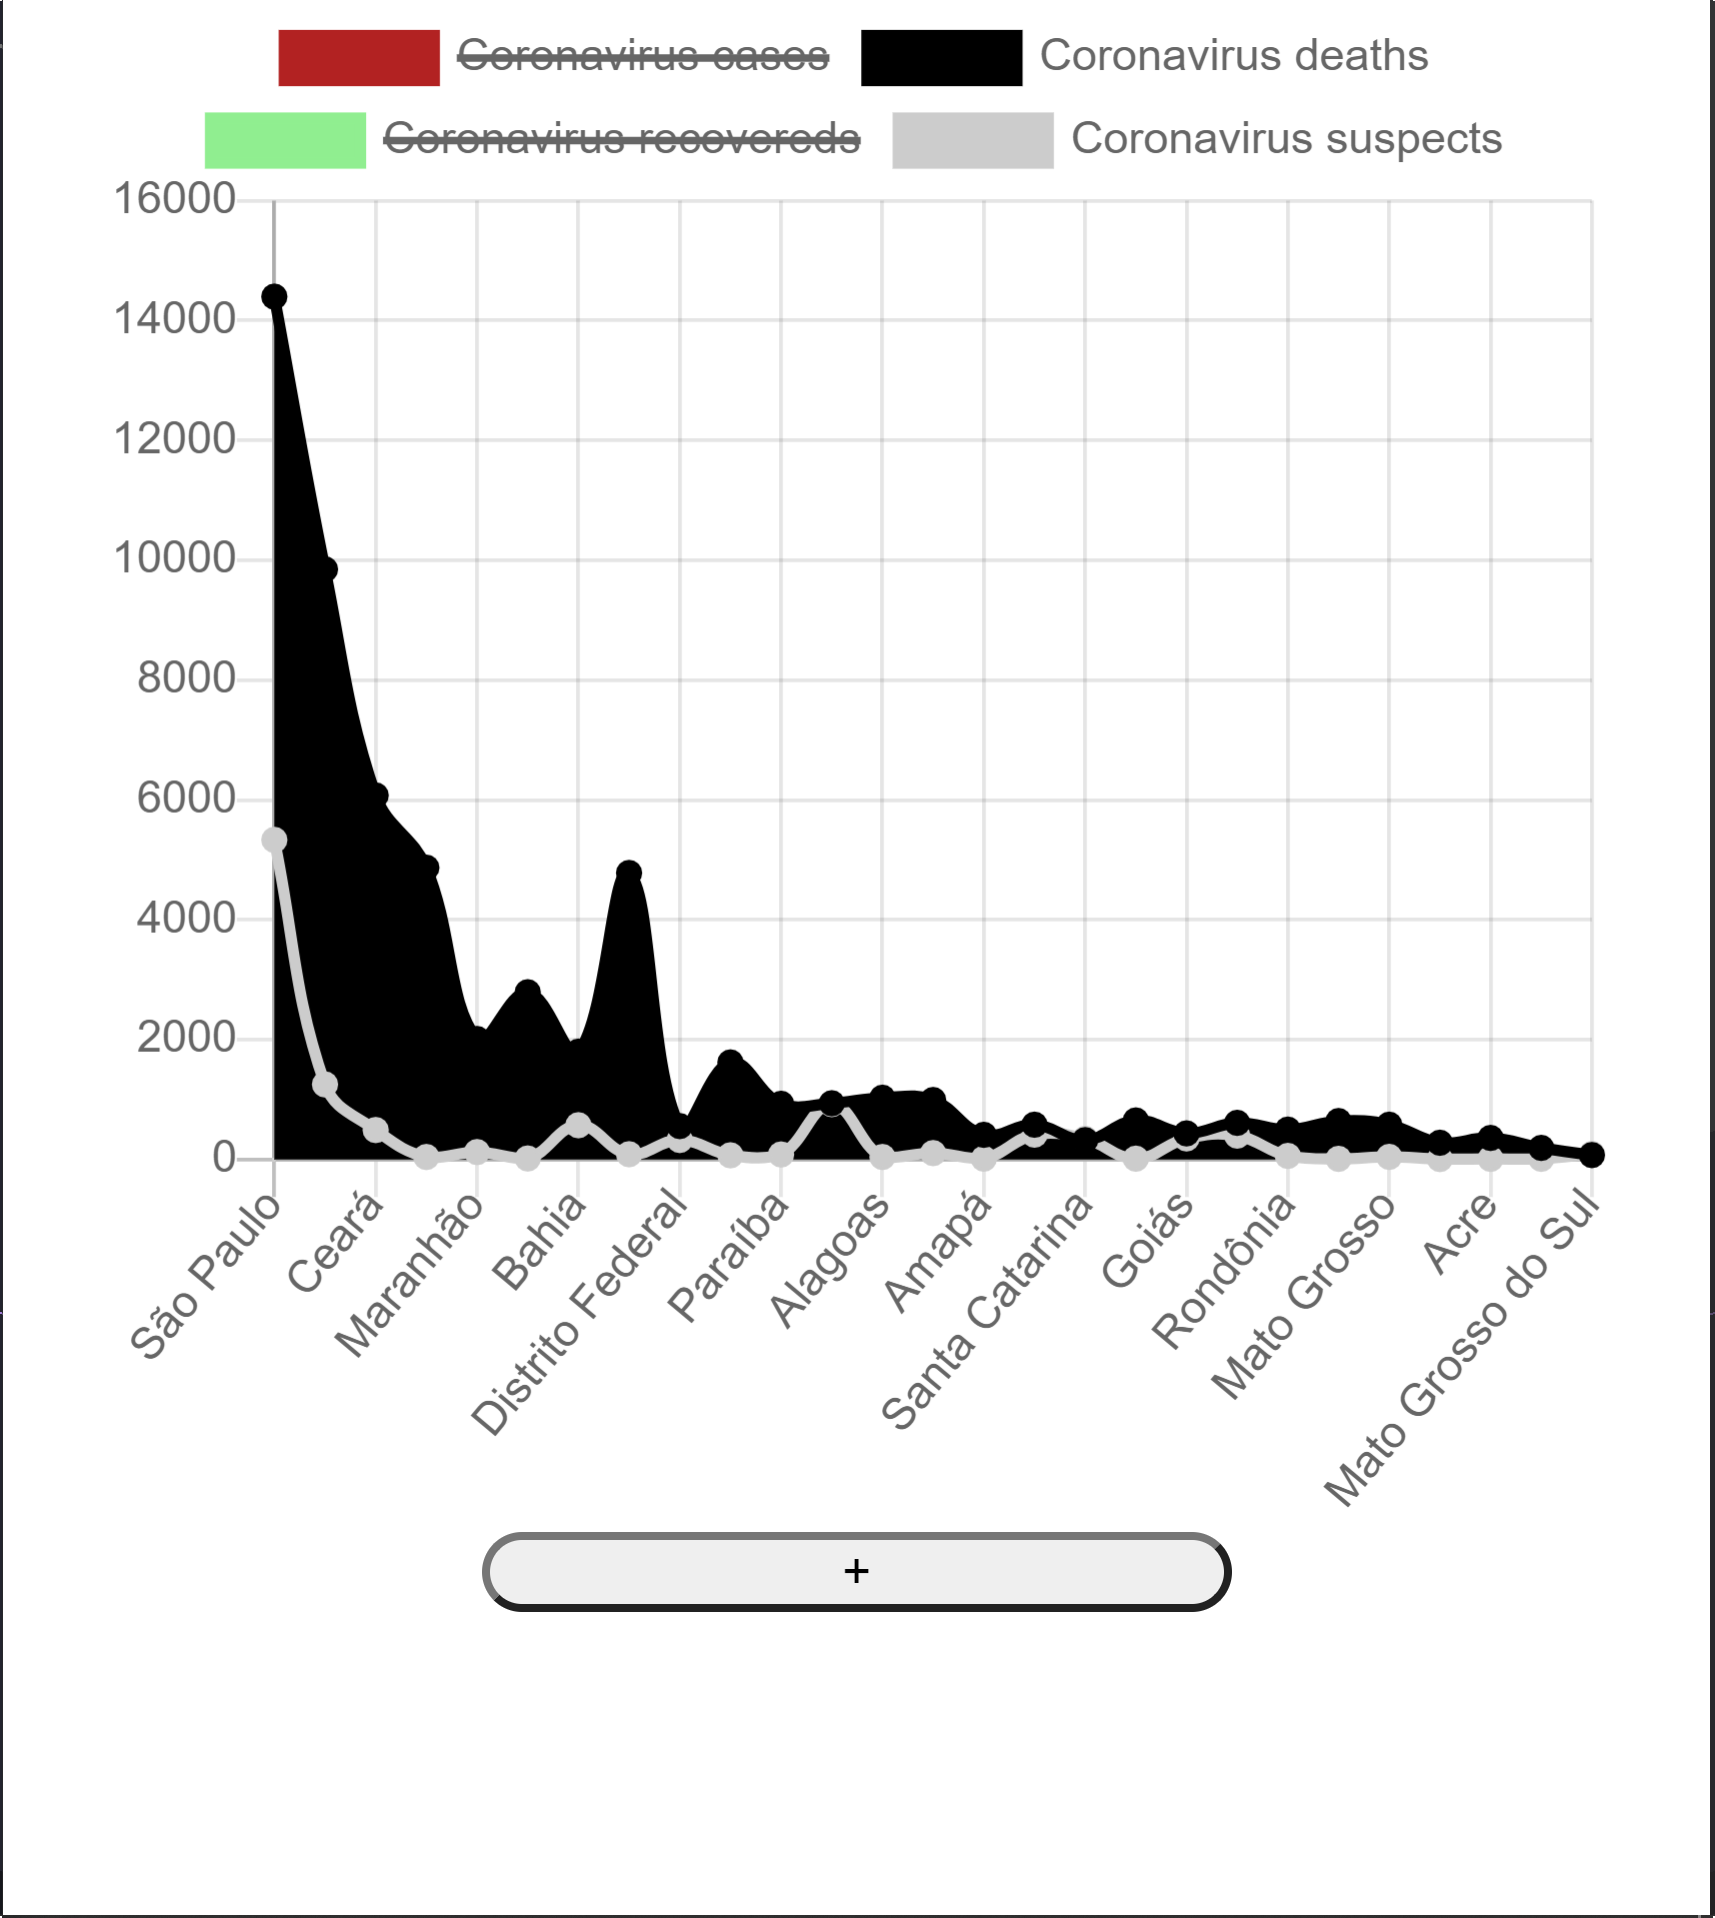 Coronavirus cases Coronavirus deaths
Coronavirus recovereds Coronavirus suspects
16000
14000
12000
10000
8000
6000
4000
2000
0
São Paulo
Ceará
Maranhão
Bahia
Distrito Federal
Paraíba
Alagoas
Amapá
Santa Catarina
Goiás
Rondônia
Mato Grosso
Acre
Mato Grosso do Sul
+